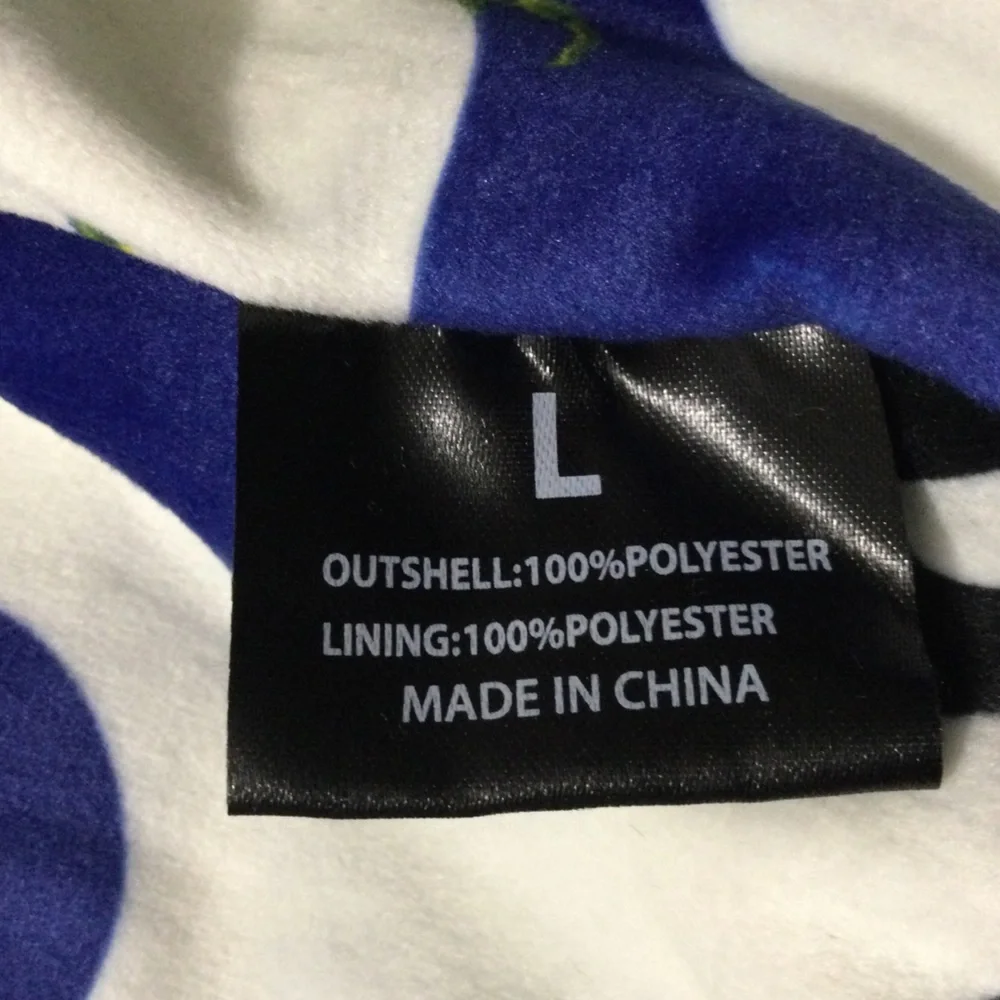 L
OUTSHELL:100%POLYESTER
LINING:100%POLYESTER
MADE IN CHINA